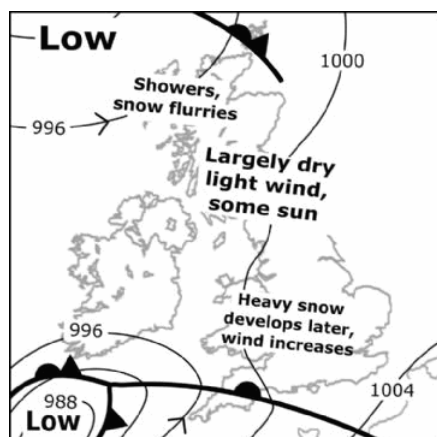 Low
1000
Showers,
snow flurries
996
Largely dry
light wind,
some sun
Heavy snow
develops later,
wind increases
996
988
Low
1004